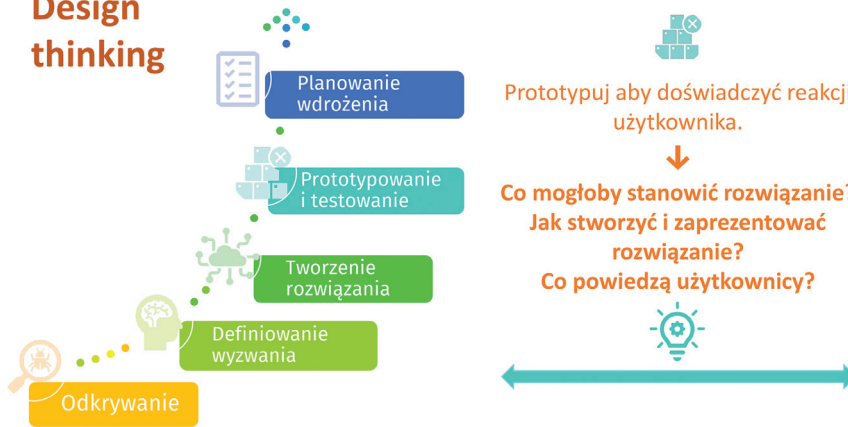 Design
thinking
Planowanie
wdrożenia
Prototypowanie
i testowanie
Tworzenie
rozwiązania
Definiowanie
wyzwania
Odkrywanie
Prototypuj aby doświadczyć reakcji
użytkownika.
Co mogłoby stanowić rozwiązanie?
Jak stworzyć i zaprezentować
rozwiązanie?
Co powiedzą użytkownicy?